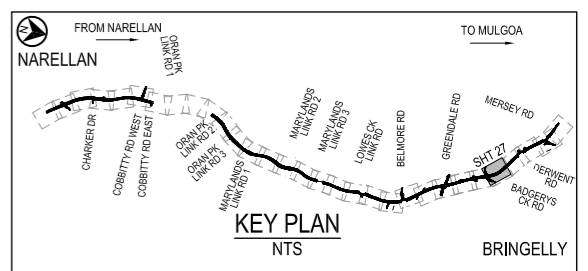 FROM NARELLAN
TO MULGOA
NARELLAN
ORAN PK
LINK RD 1
CHARKER DR
COBBITTY RD WEST
COBBITTY RD EAST
ORAN PK
LINK RD 2
ORAN PK
LINK RD 3
MARYLANDS
LINK RD 1
MARYLANDS
LINK RD 2
MARYLANDS
LINK RD 3
LOWES CK
LINK RD
BELMORE RD
GREENDALE RD
MERSEY RD
SHT 27
DERWENT
RD
BADGERYS
CK RD
KEY PLAN
NTS
BRINGELLY